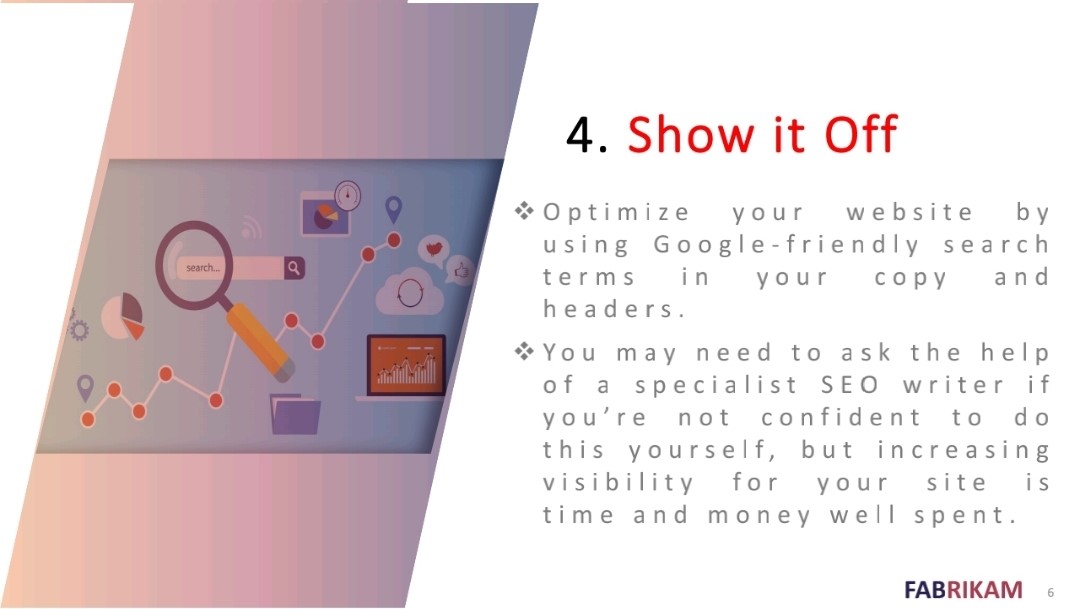 search...
4. Show it Off
❖ Optimize your website by
using Google-friendly search
terms in your copy and
headers.
❖ You may need to ask the help
of a specialist SEO writer if
you’re not confident to do
this yourself, but increasing
visibility for your site is
time and money well spent.
FABRIKAM
6